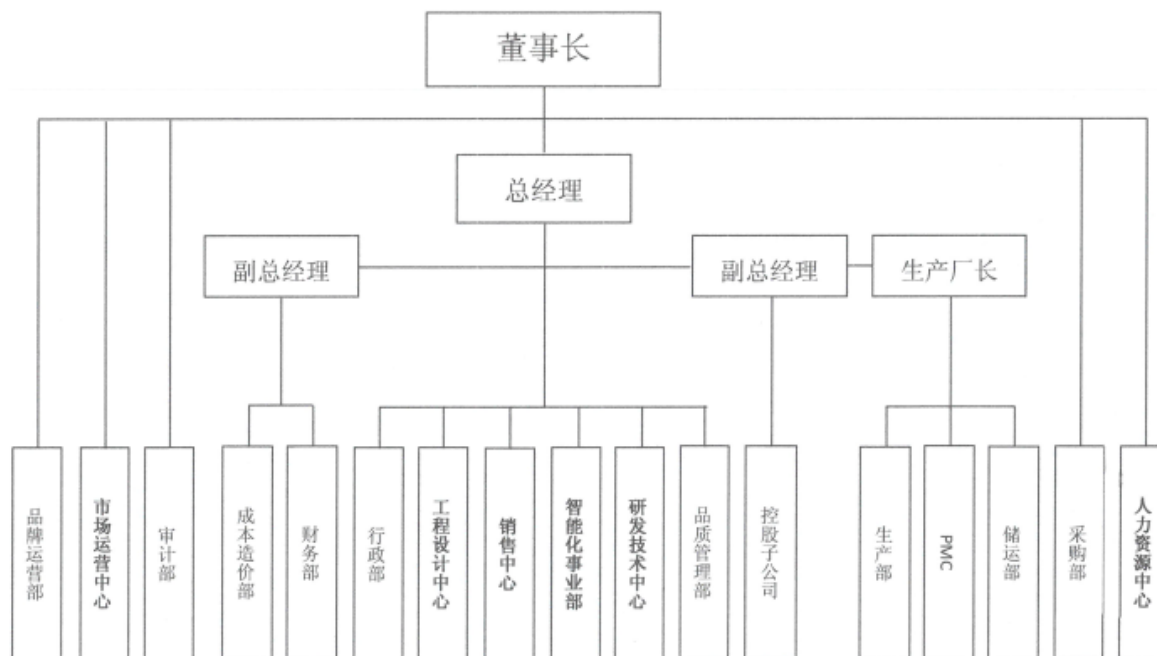 董事长
总经理
副总经理
副总经理
生产厂长
品牌运营部
市场运营中心
审计部
成本造价部
财务部
行政部
工程设计中心
销售中心
智能化事业部
研发技术中心
品质管理部
控股子公司
生产部
PMC
储运部
采购部
人力资源中心